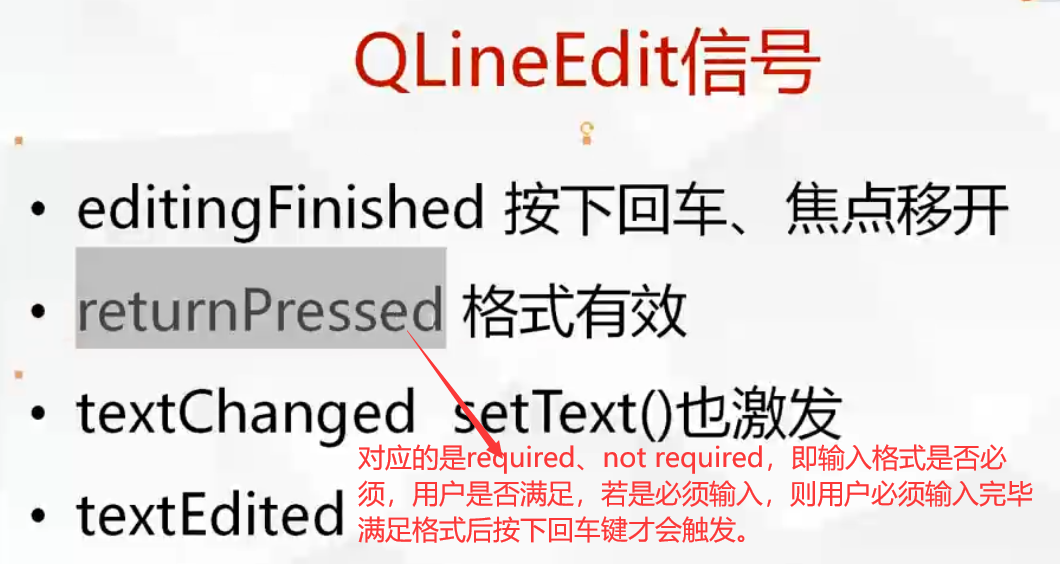 QLineEdit信号
• editingFinished 按下回车、焦点移开
• returnPressed 格式有效
• textChanged setText()也激发
对应的是required、not required，即输入格式是否必
须，用户是否满足，若是必须输入，则用户必须输入完毕
满足格式后按下回车键才会触发。
• textEdited